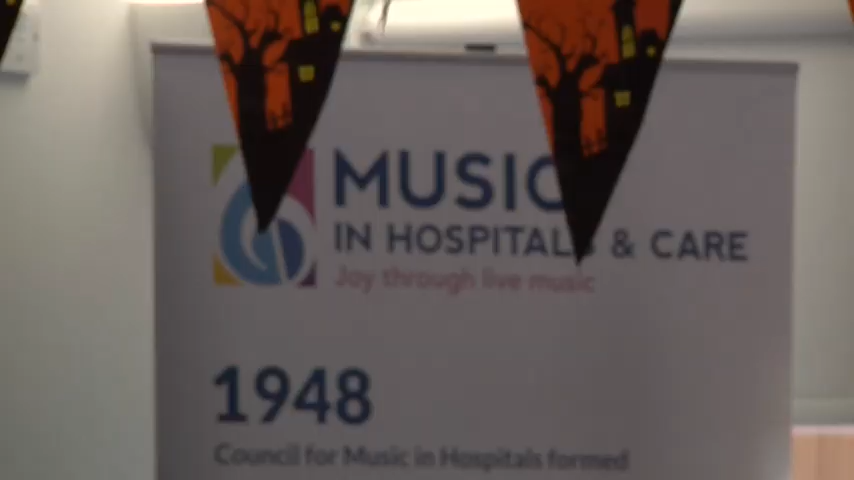 MUSIC
IN HOSPITALS & CARE
Joy through live music
1948
Council for Music in Hospitals formed